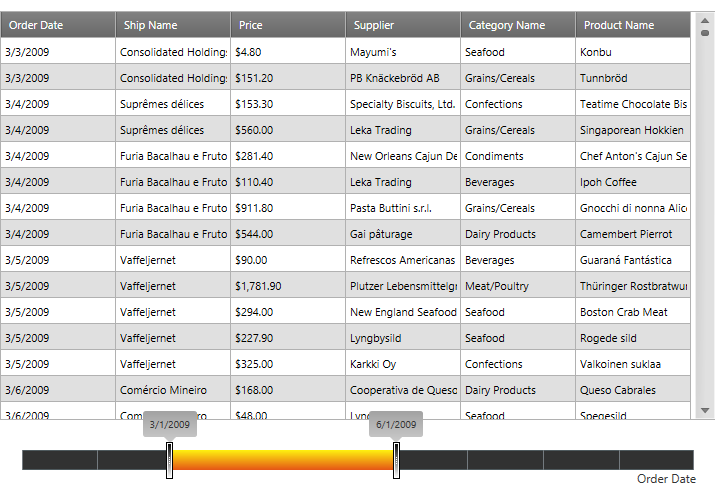 Order Date Ship Name Price Supplier Category Name Product Name
3/3/2009 Consolidated Holdings $4.80 Mayumi's Seafood Konbu
3/3/2009 Consolidated Holdings $151.20 PB Knäckebröd AB Grains/Cereals Tunnbröd
3/4/2009 Suprêmes délices $153.30 Specialty Biscuits, Ltd. Confections Teatime Chocolate Bis
3/4/2009 Suprêmes délices $560.00 Leka Trading Grains/Cereals Singaporean Hokkien
3/4/2009 Furia Bacalhau e Fruto $281.40 New Orleans Cajun De Condiments Chef Anton's Cajun Se
3/4/2009 Furia Bacalhau e Fruto $110.40 Leka Trading Beverages Ipoh Coffee
3/4/2009 Furia Bacalhau e Fruto $911.80 Pasta Buttini s.r.l. Grains/Cereals Gnocchi di nonna Alic
3/4/2009 Furia Bacalhau e Fruto $544.00 Gai pâturage Dairy Products Camembert Pierrot
3/5/2009 Vaffeljernet $90.00 Refrescos Americanas Beverages Guaraná Fantástica
3/5/2009 Vaffeljernet $1,781.90 Plutzer Lebensmittelgr Meat/Poultry Thüringer Rostbratwur
3/5/2009 Vaffeljernet $294.00 New England Seafood Seafood Boston Crab Meat
3/5/2009 Vaffeljernet $227.90 Lyngbysild Seafood Rogede sild
3/5/2009 Vaffeljernet $325.00 Karkki Oy Confections Valkoinen suklaa
3/6/2009 Comércio Mineiro $168.00 Cooperativa de Queso Dairy Products Queso Cabrales
3/6/2009 $48.00 Seafood Spegesild
3/1/2009 6/1/2009
Order Date